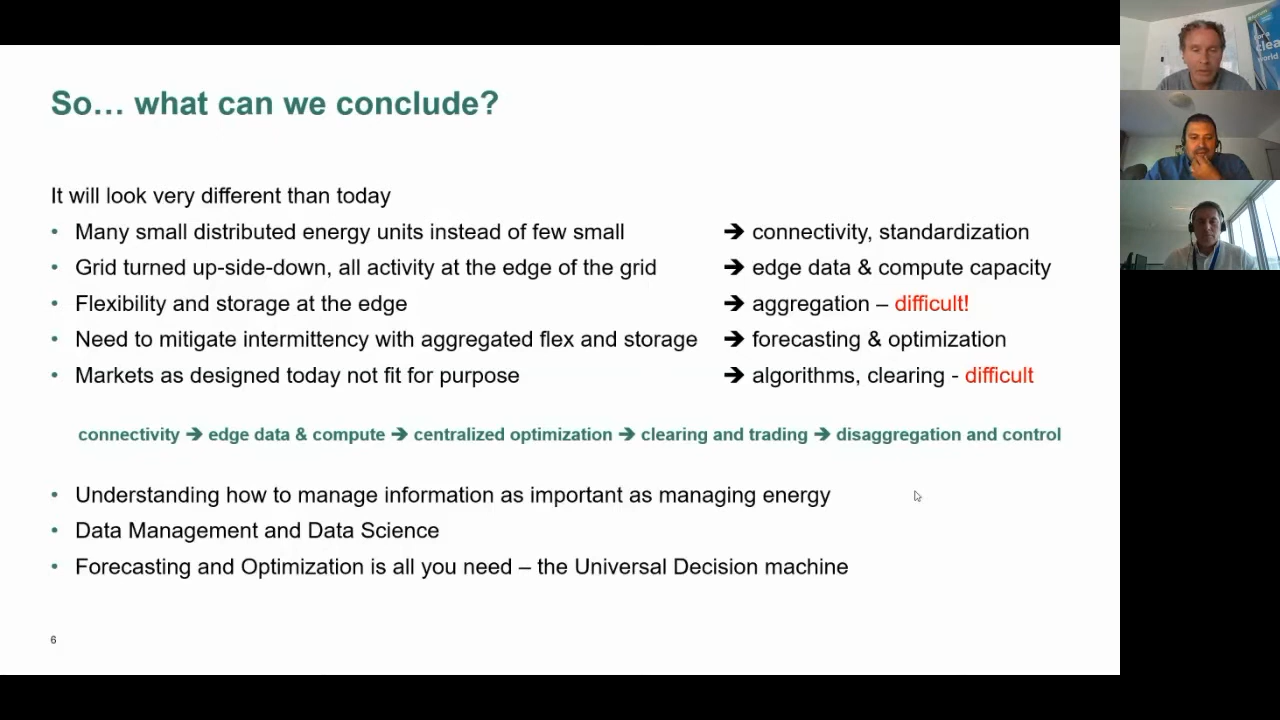 So… what can we conclude?
It will look very different than today
• Many small distributed energy units instead of few small ➔ connectivity, standardization
• Grid turned up-side-down, all activity at the edge of the grid ➔ edge data & compute capacity
• Flexibility and storage at the edge ➔ aggregation – difficult!
• Need to mitigate intermittency with aggregated flex and storage ➔ forecasting & optimization
• Markets as designed today not fit for purpose ➔ algorithms, clearing - difficult
connectivity ➔ edge data & compute ➔ centralized optimization ➔ clearing and trading ➔ disaggregation and control
• Understanding how to manage information as important as managing energy
• Data Management and Data Science
• Forecasting and Optimization is all you need – the Universal Decision machine
6
for a
clea
world